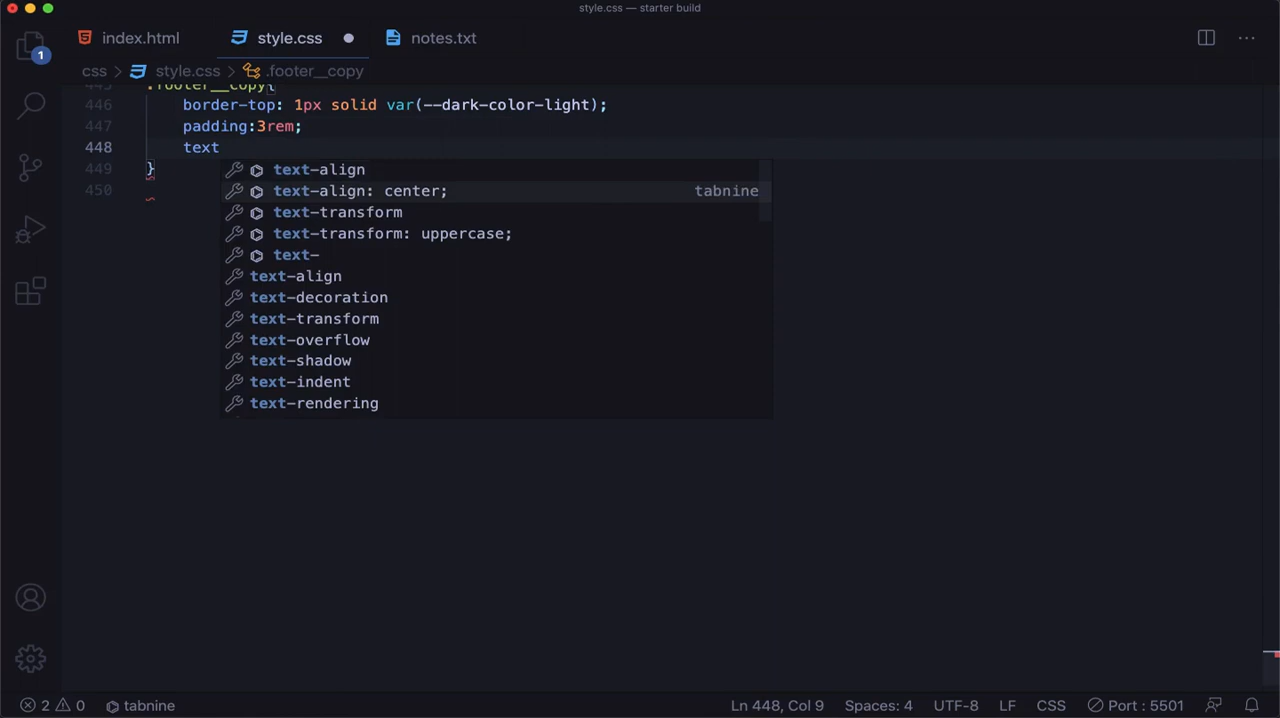 style.css — starter build
index.html
style.css
notes.txt
1
css > style.css > .footer__copy
445 .footer__copy{
446 border-top: 1px solid var(--dark-color-light);
447 padding:3rem;
448 text
449 }
450
text-align
text-align: center; tabnine
text-transform
text-transform: uppercase;
text-
text-align
text-decoration
text-transform
text-overflow
text-shadow
text-indent
text-rendering
2 0 tabnine Ln 448, Col 9 Spaces: 4 UTF-8 LF CSS Port : 5501